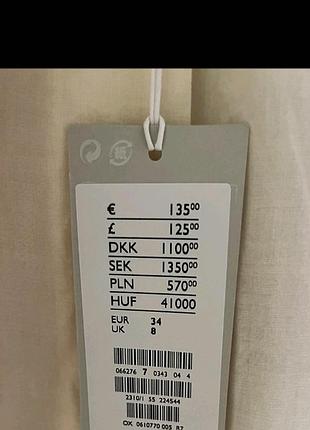 € 135⁰⁰
£ 125⁰⁰
DKK 1100⁰⁰
SEK 1350⁰⁰
PLN 570⁰⁰
HUF 41000
EUR 34
UK 8
066276 7 0343 04 4
2310/1 55 224544
OX 0610770 005 R7